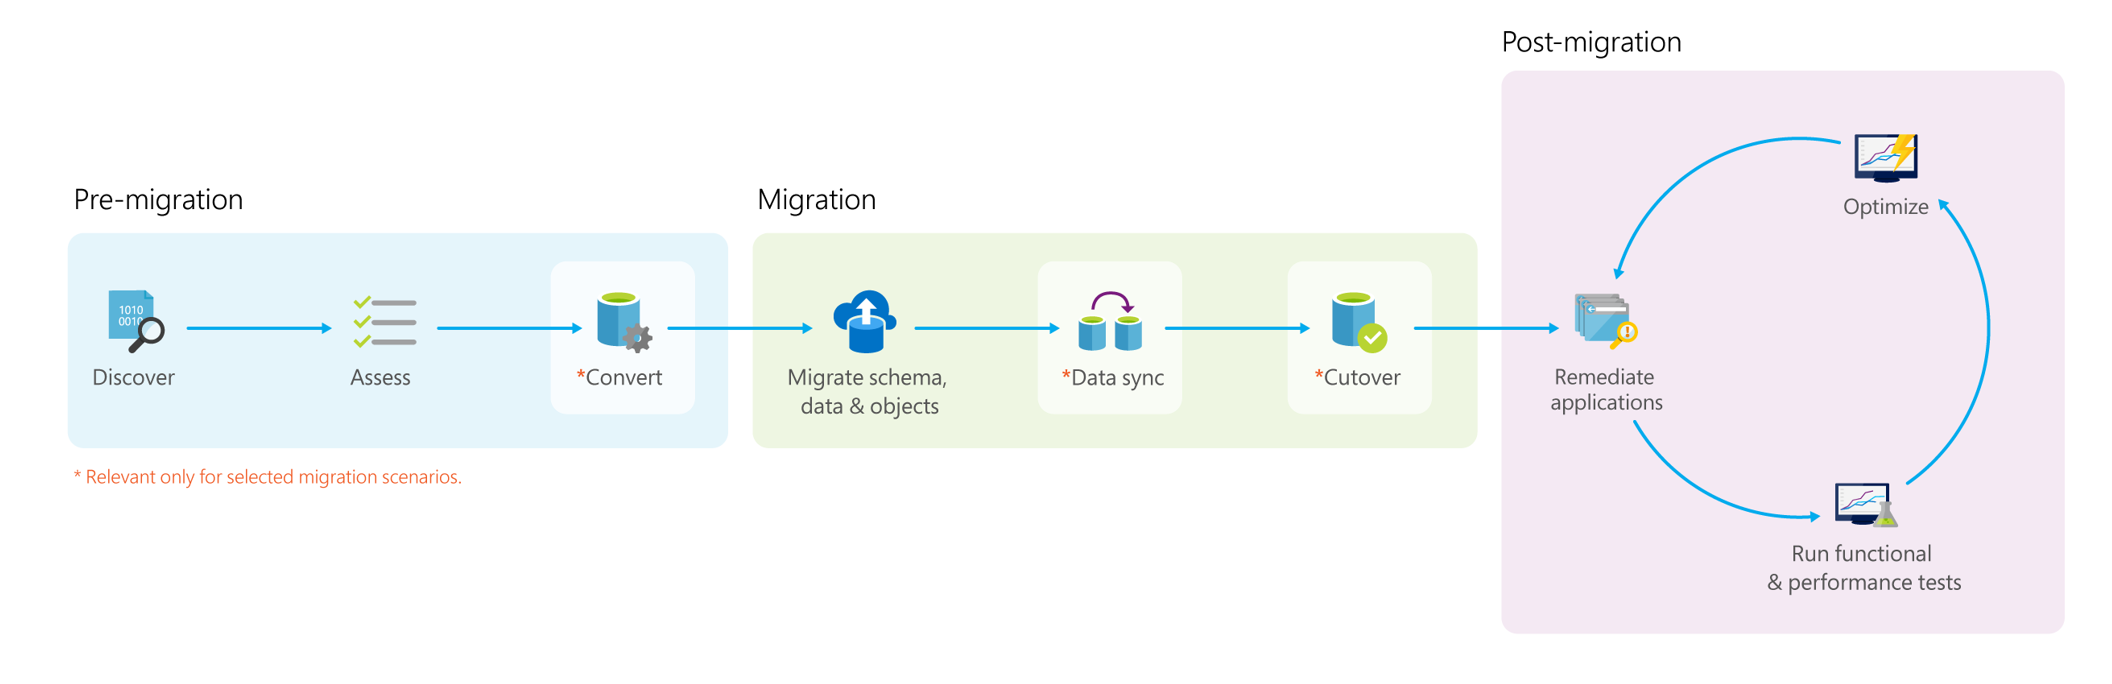 Post-migration
Pre-migration
Migration
1010
0010
Discover
Assess
*Convert
Migrate schema,
data & objects
*Data sync
*Cutover
Remediate
applications
Optimize
Run functional
& performance tests
* Relevant only for selected migration scenarios.